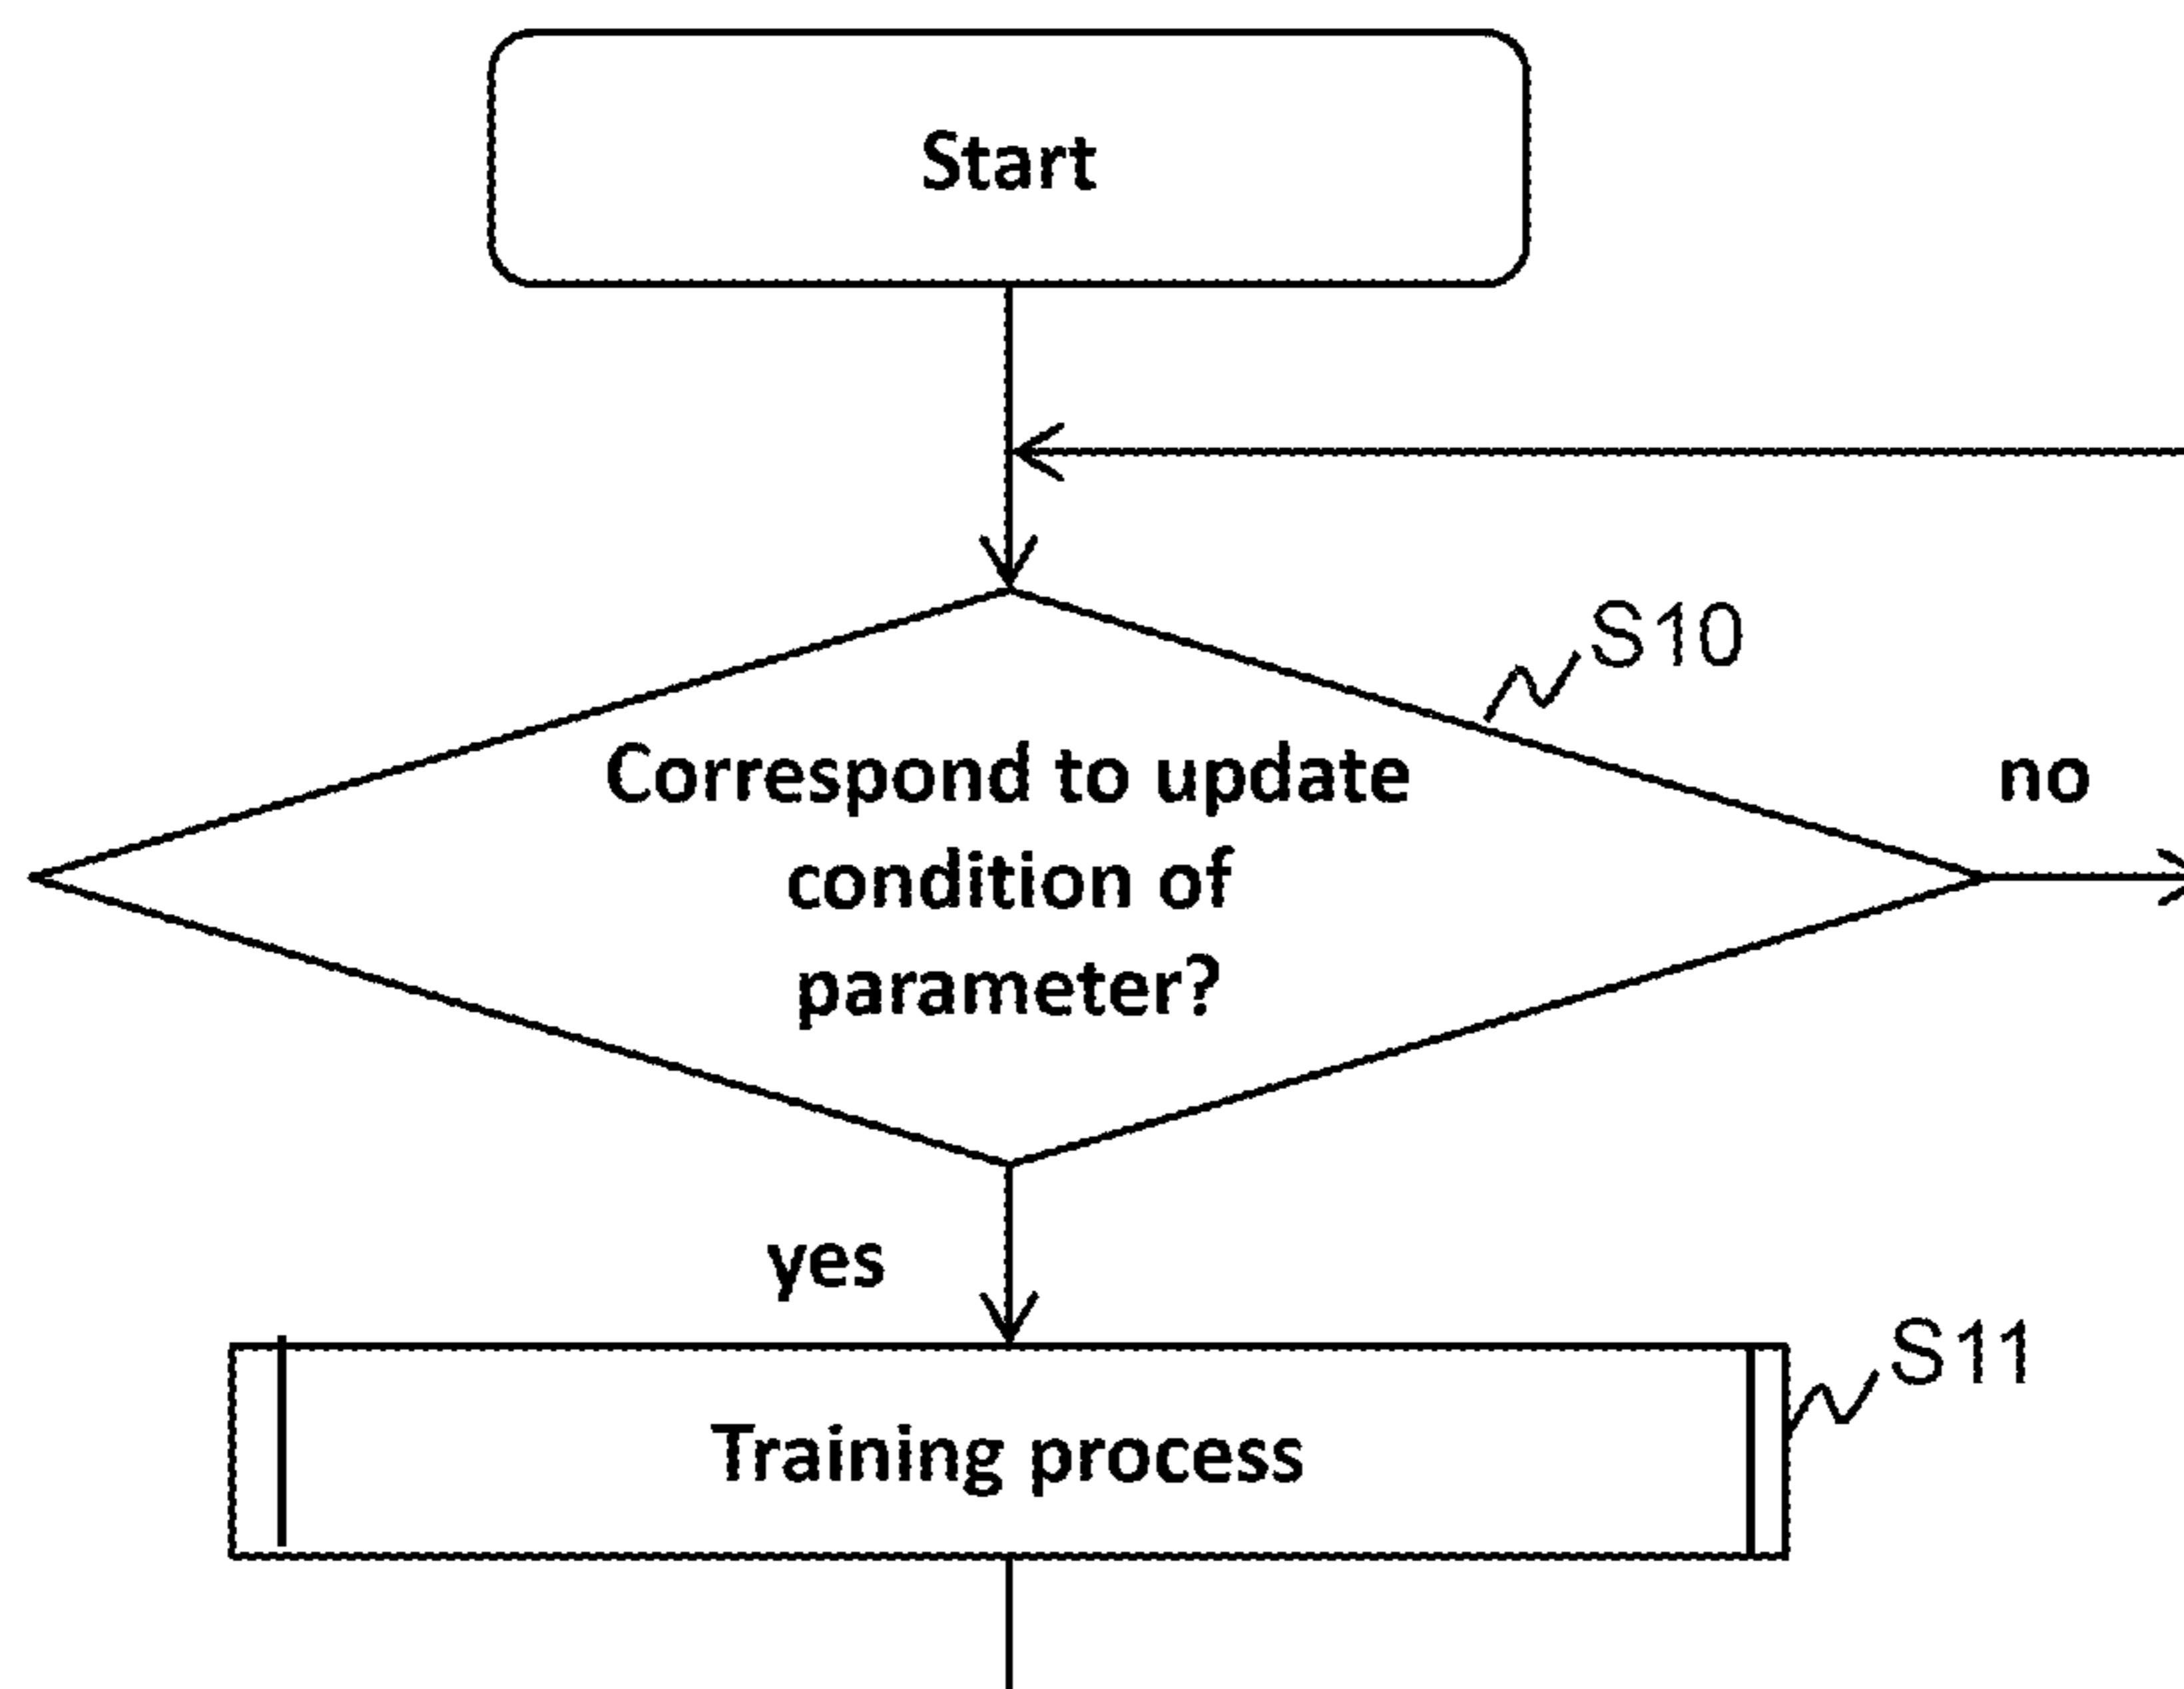 Start
S10
Correspond to update
no
condition of
parameter?
yes
S11
Training process